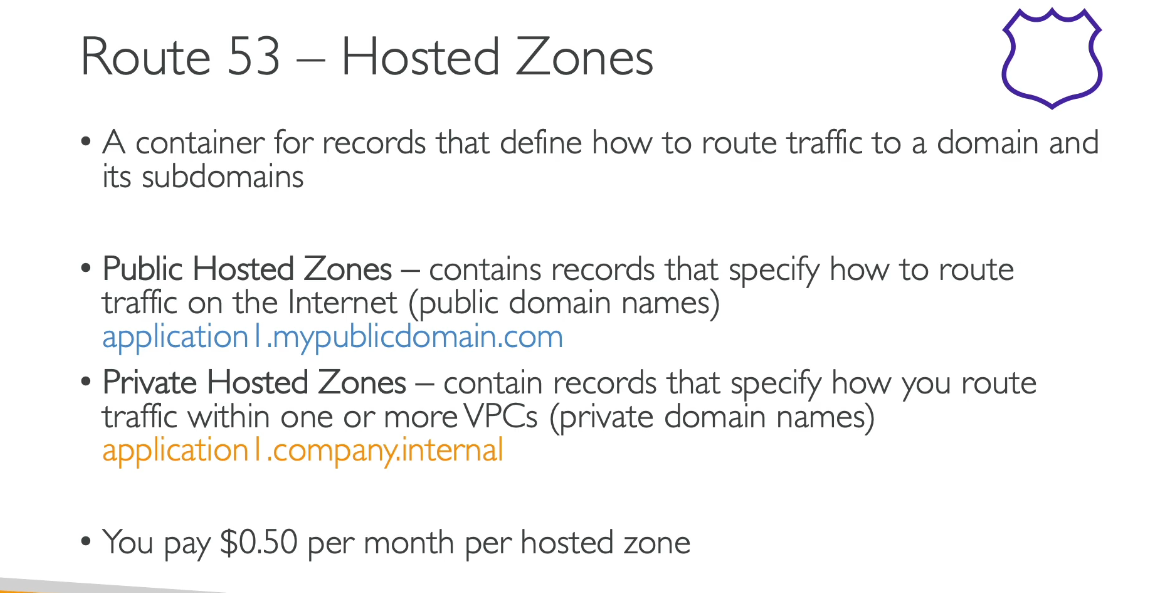 Route 53 – Hosted Zones
• A container for records that define how to route traffic to a domain and
its subdomains
• Public Hosted Zones – contains records that specify how to route
traffic on the Internet (public domain names)
application1.mypublicdomain.com
• Private Hosted Zones – contain records that specify how you route
traffic within one or more VPCs (private domain names)
application1.company.internal
• You pay $0.50 per month per hosted zone